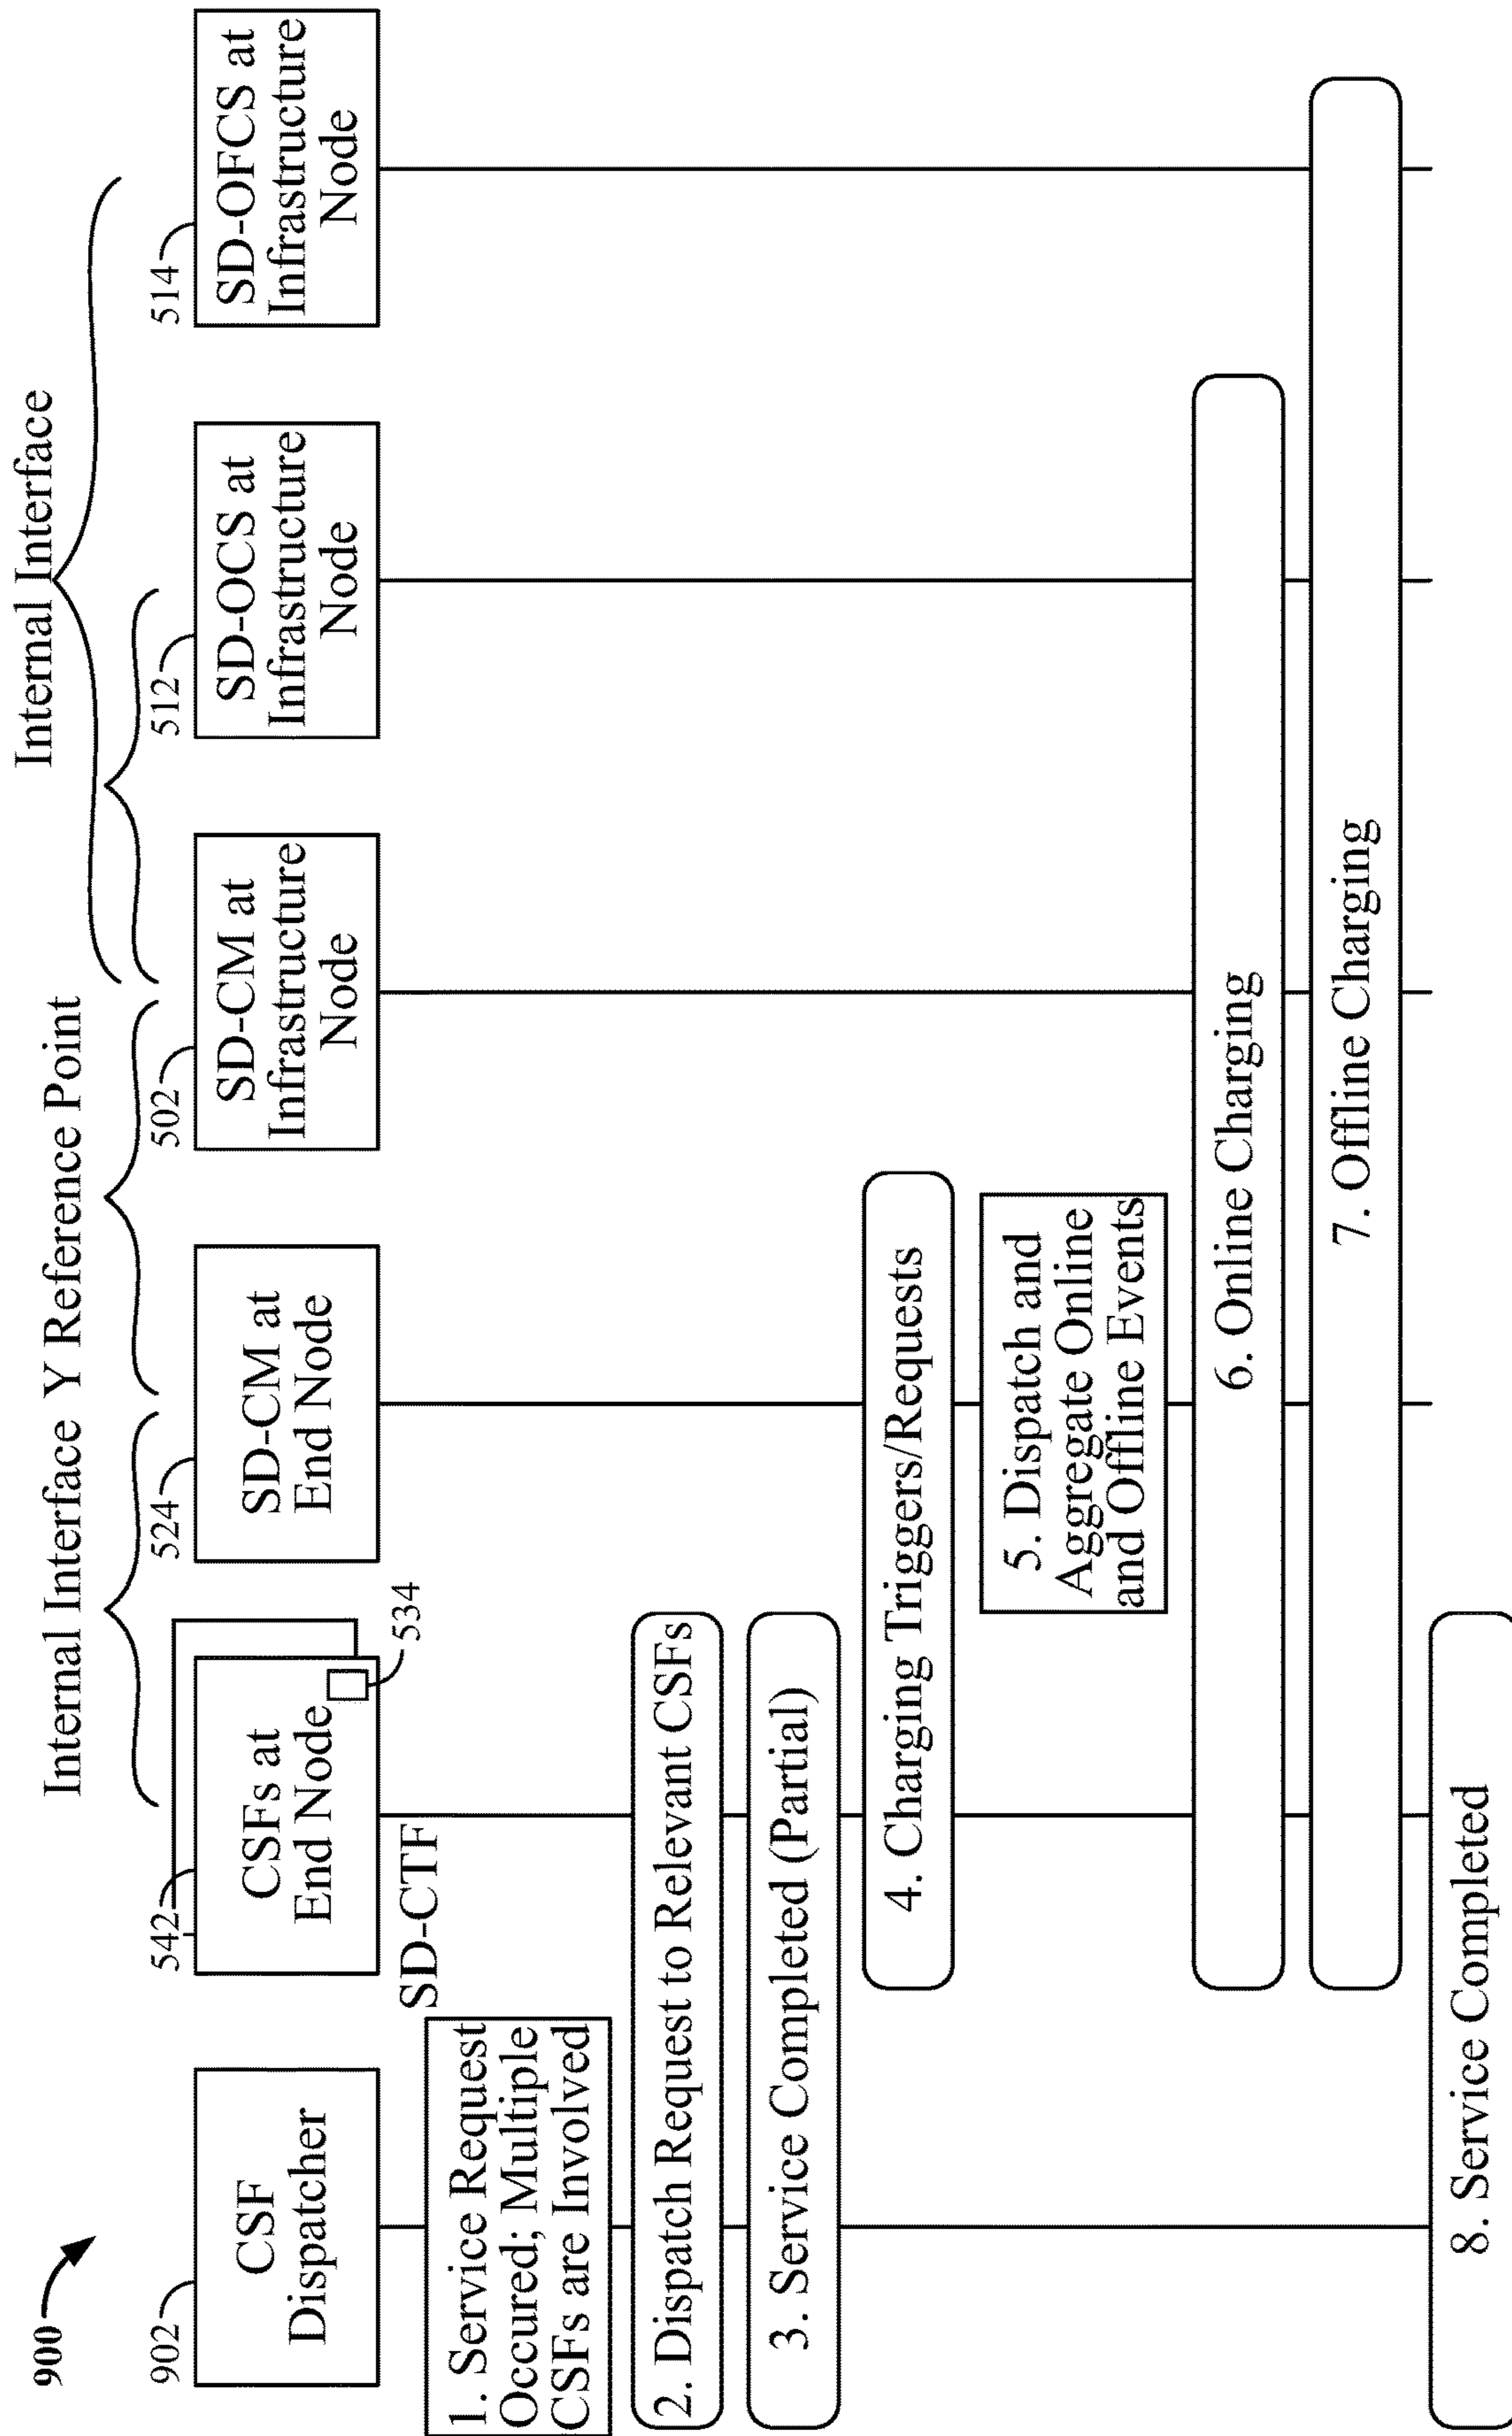 900
Internal Interface
Y Reference Point
Internal Interface
902
542
524
502
512
514
CSF
Dispatcher
CSFs at
End Node
534
SD-CM at
End Node
SD-CM at
Infrastructure
Node
SD-OCS at
Infrastructure
Node
SD-OFCS at
Infrastructure
Node
SD-CTF
1. Service Request
Occured; Multiple
CSFs are Involved
2. Dispatch Request to Relevant CSFs
3. Service Completed (Partial)
4. Charging Triggers/Requests
5. Dispatch and
Aggregate Online
and Offline Events
6. Online Charging
7. Offline Charging
8. Service Completed